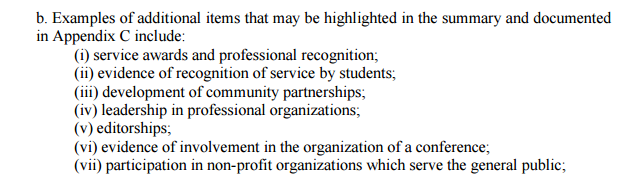 b. Examples of additional items that may be highlighted in the summary and documented
in Appendix C include:
(i) service awards and professional recognition;
(ii) evidence of recognition of service by students;
(iii) development of community partnerships;
(iv) leadership in professional organizations;
(v) editorships;
(vi) evidence of involvement in the organization of a conference;
(vii) participation in non-profit organizations which serve the general public;